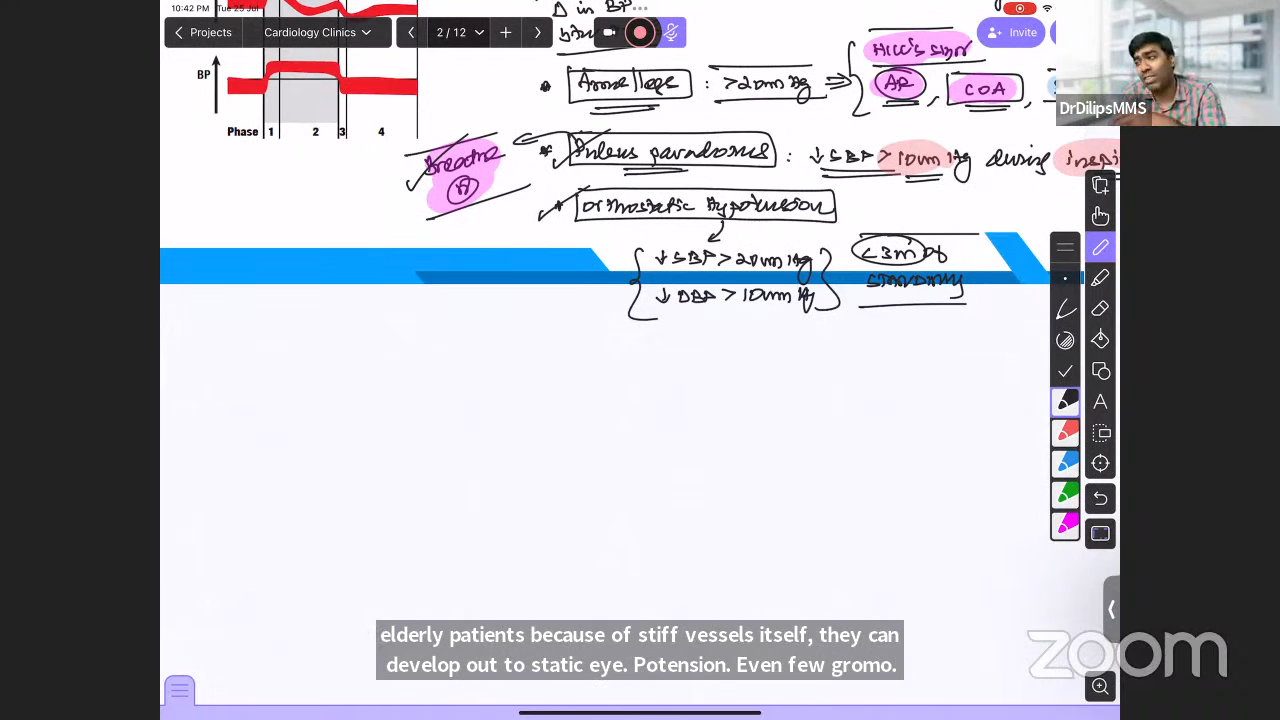 10:42 PM Tue 25 Jul
Δ in BP
Projects
Cardiology Clinics
2 / 12
Invite
Hill's sign
BP
Arms/legs : >20mm Hg ⇒ AR, COA,
DrDilipsMMS
Phase 1 2 3 4
Pulsus paradoxus : ↓ SBP > 10mm Hg during inspi
Orthostatic Hypotension
↓ SBP > 20mm Hg
↓ DBP > 10mm Hg
<3m of
standing
A
elderly patients because of stiff vessels itself, they can
develop out to static eye. Potension. Even few gromo.
zoom